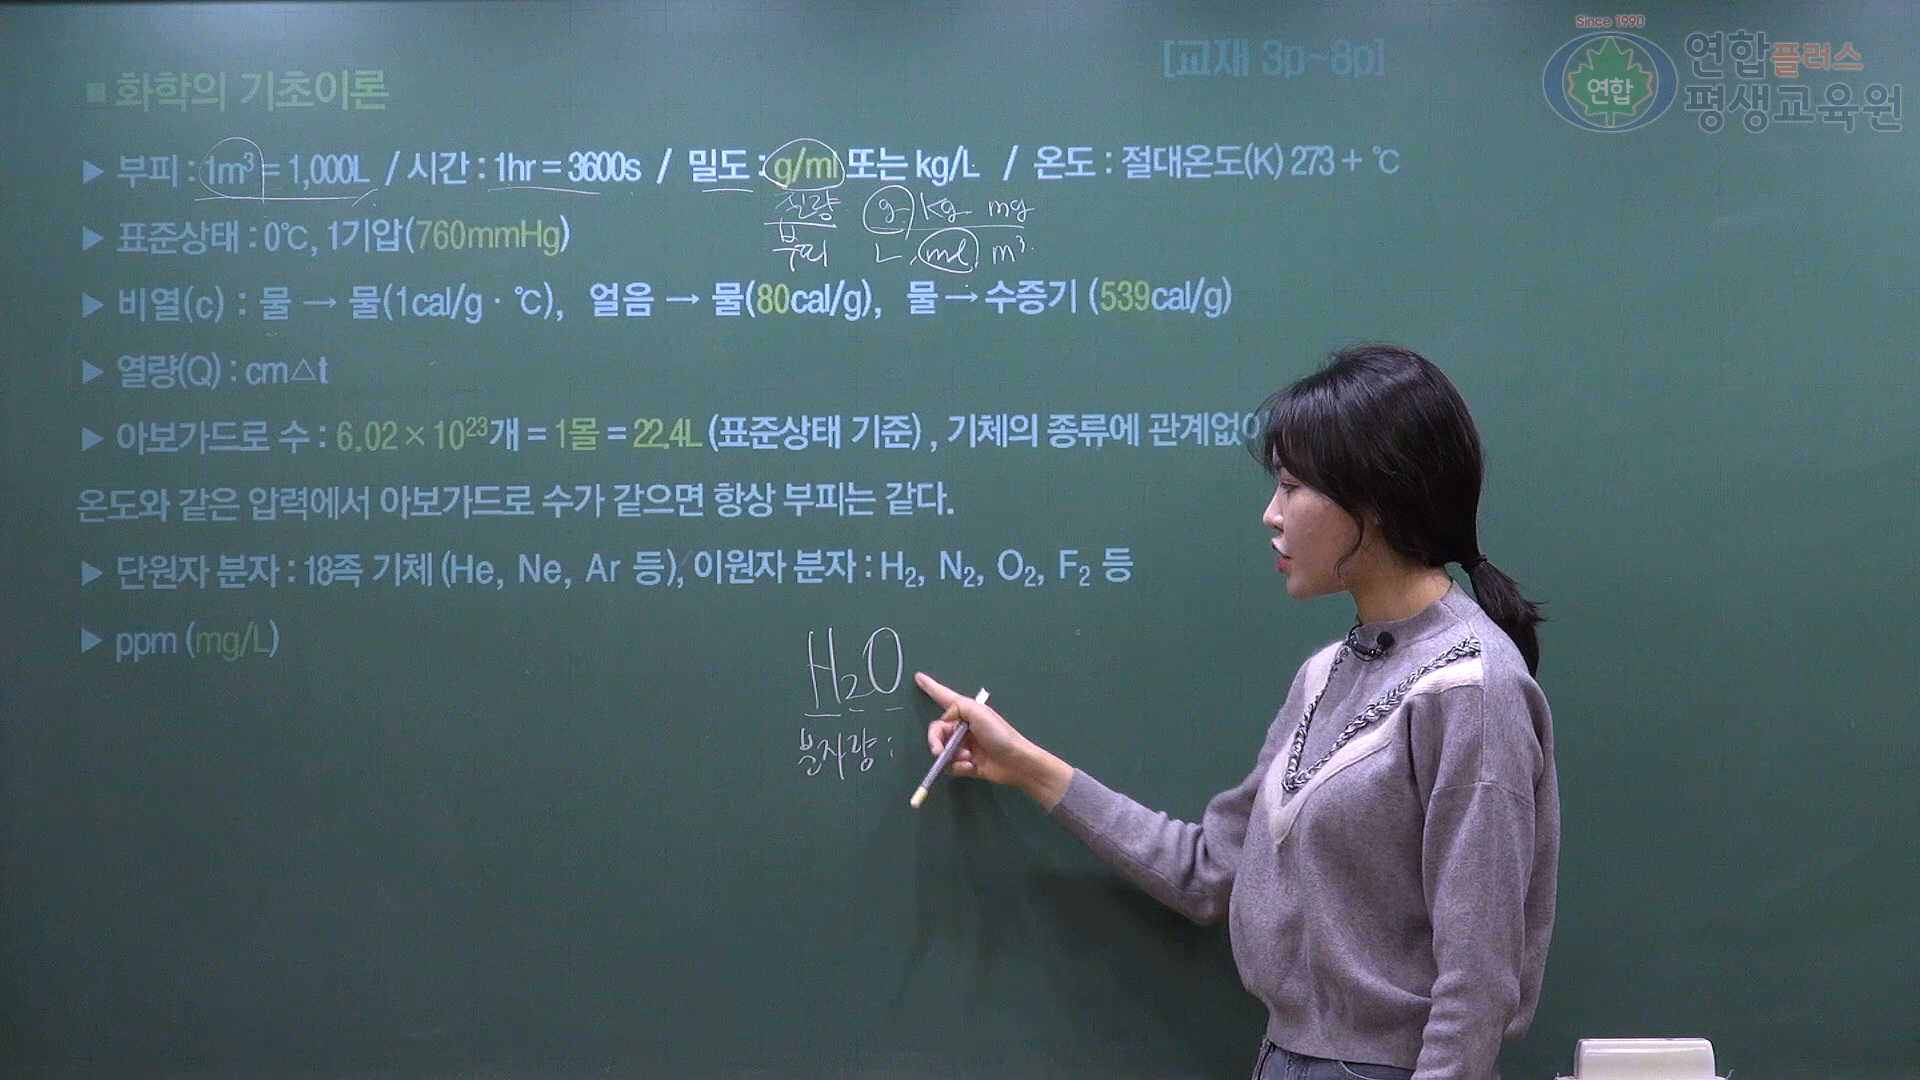 Since 1990
연합플러스
연합
평생교육원
[교재 3p~8p]
■ 화학의 기초이론
▶ 부피 : 1m³ = 1,000L / 시간 : 1hr = 3600s / 밀도 : g/ml 또는 kg/L / 온도 : 절대온도(K) 273 + ℃
질량 g kg mg
부피 L ml m³
▶ 표준상태 : 0℃, 1기압(760mmHg)
▶ 비열(c) : 물 → 물(1cal/g · ℃), 얼음 → 물(80cal/g), 물 → 수증기 (539cal/g)
▶ 열량(Q) : cm△t
▶ 아보가드로 수 : 6.02 × 10²³개 = 1몰 = 22.4L (표준상태 기준) , 기체의 종류에 관계없이
온도와 같은 압력에서 아보가드로 수가 같으면 항상 부피는 같다.
▶ 단원자 분자 : 18족 기체 (He, Ne, Ar 등), 이원자 분자 : H₂, N₂, O₂, F₂ 등
▶ ppm (mg/L)
H₂O
분자량 :